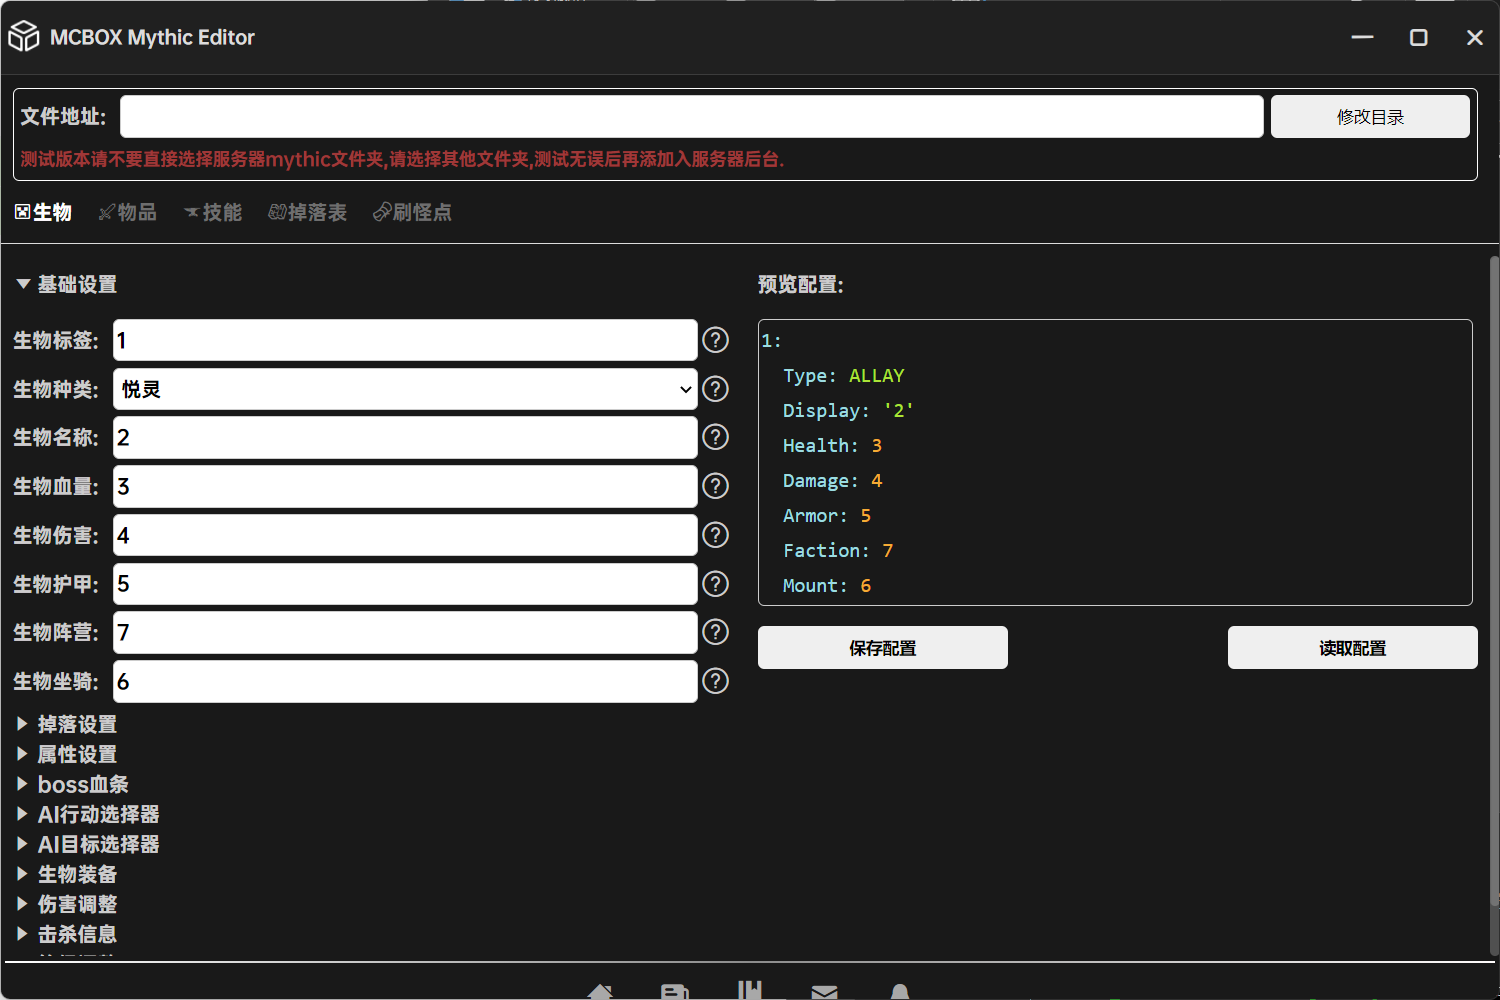 MCBOX Mythic Editor
文件地址:
修改目录
测试版本请不要直接选择服务器mythic文件夹,请选择其他文件夹,测试无误后再添加入服务器后台.
生物 物品 技能 掉落表 刷怪点
基础设置
生物标签: 1
生物种类: 悦灵
生物名称: 2
生物血量: 3
生物伤害: 4
生物护甲: 5
生物阵营: 7
生物坐骑: 6
掉落设置
属性设置
boss血条
AI行动选择器
AI目标选择器
生物装备
伤害调整
击杀信息
预览配置:
1:
Type: ALLAY
Display: '2'
Health: 3
Damage: 4
Armor: 5
Faction: 7
Mount: 6
保存配置
读取配置